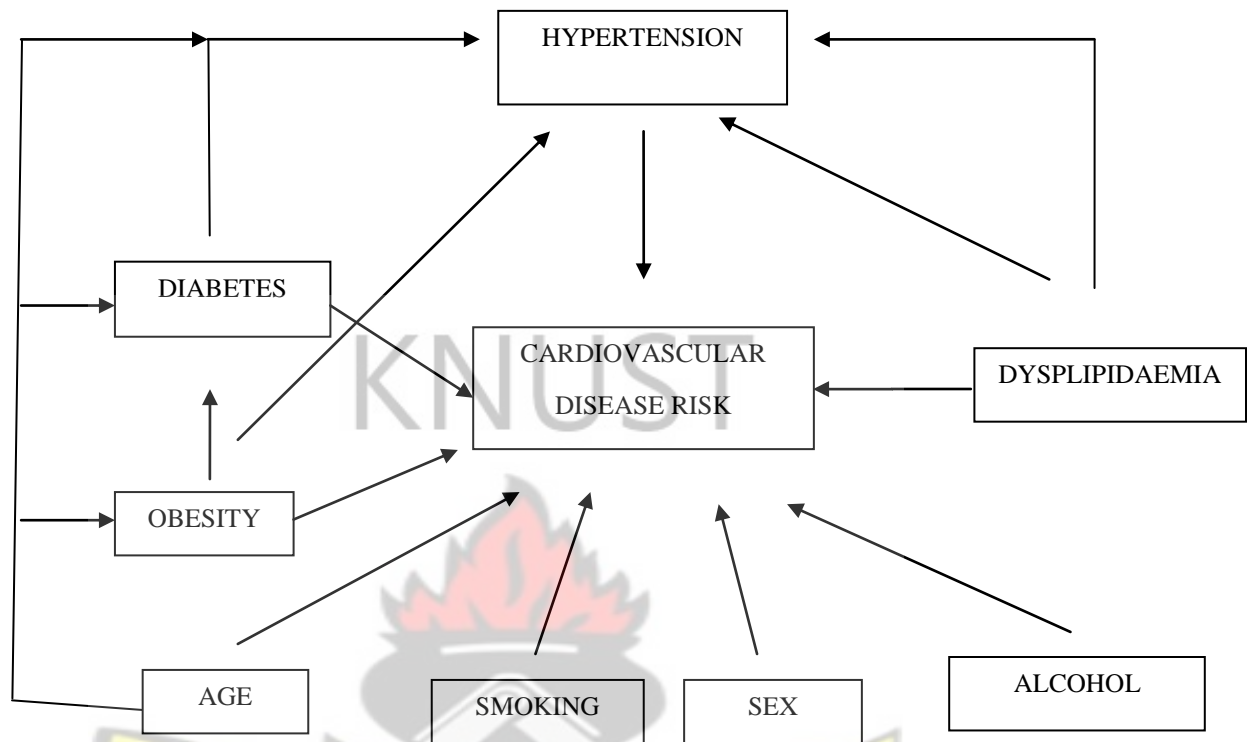 HYPERTENSION
DIABETES
CARDIOVASCULAR
DISEASE RISK
DYSPLIPIDAEMIA
KNUST
OBESITY
AGE
SMOKING
SEX
ALCOHOL